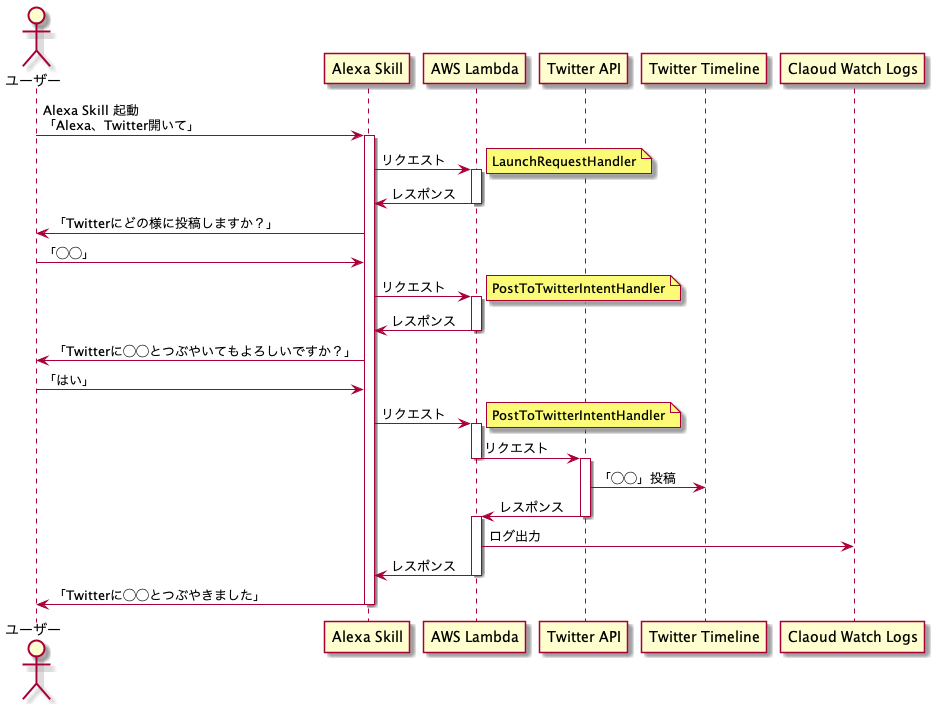 ユーザー
Alexa Skill
AWS Lambda
Twitter API
Twitter Timeline
Claoud Watch Logs
Alexa Skill 起動
「Alexa、Twitter開いて」
リクエスト
LaunchRequestHandler
レスポンス
「Twitterにどの様に投稿しますか？」
「◯◯」
リクエスト
PostToTwitterIntentHandler
レスポンス
「Twitterに◯◯とつぶやいてもよろしいですか？」
「はい」
リクエスト
PostToTwitterIntentHandler
リクエスト
「◯◯」投稿
レスポンス
ログ出力
レスポンス
「Twitterに◯◯とつぶやきました」
ユーザー
Alexa Skill
AWS Lambda
Twitter API
Twitter Timeline
Claoud Watch Logs